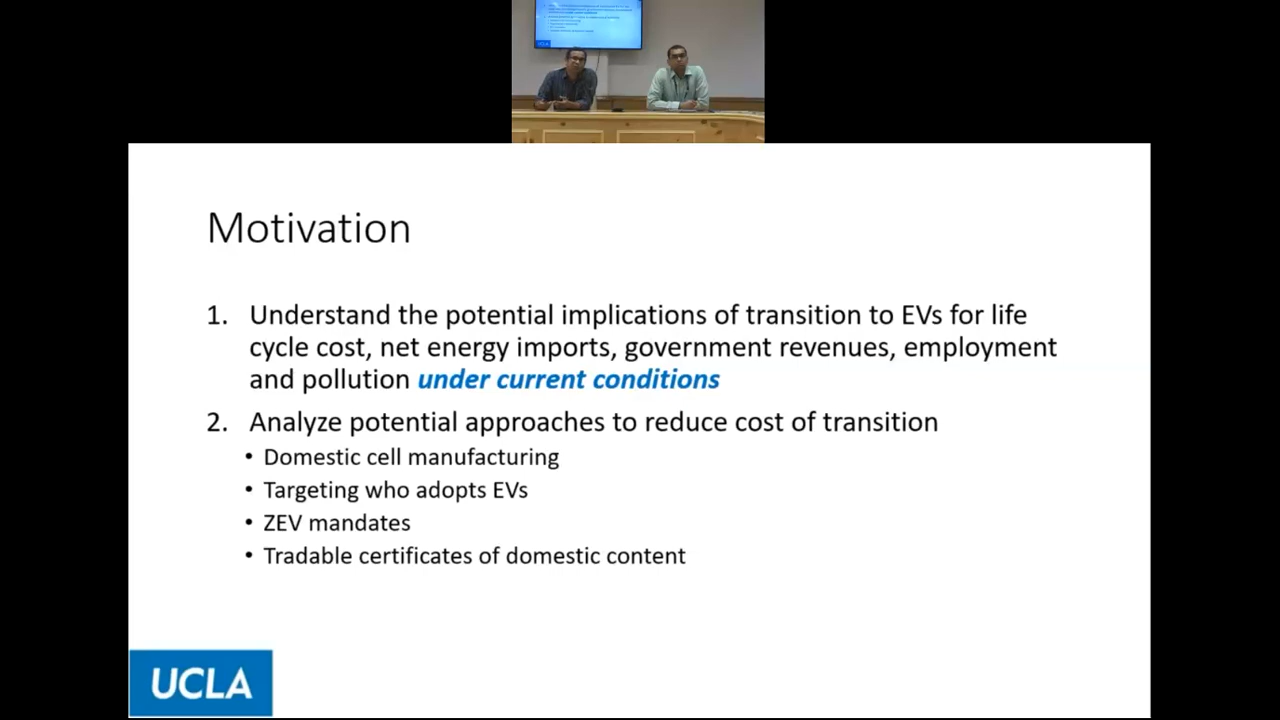 Motivation
1. Understand the potential implications of transition to EVs for life
cycle cost, net energy imports, government revenues, employment
and pollution under current conditions
2. Analyze potential approaches to reduce cost of transition
• Domestic cell manufacturing
• Targeting who adopts EVs
• ZEV mandates
• Tradable certificates of domestic content
UCLA